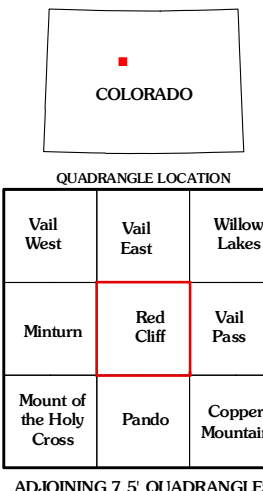 COLORADO
QUADRANGLE LOCATION
Vail
West
Vail
East
Willow
Lakes
Minturn
Red
Cliff
Vail
Pass
Mount of
the Holy
Cross
Pando
Copper
Mountain
ADJOINING 7.5' QUADRANGLES